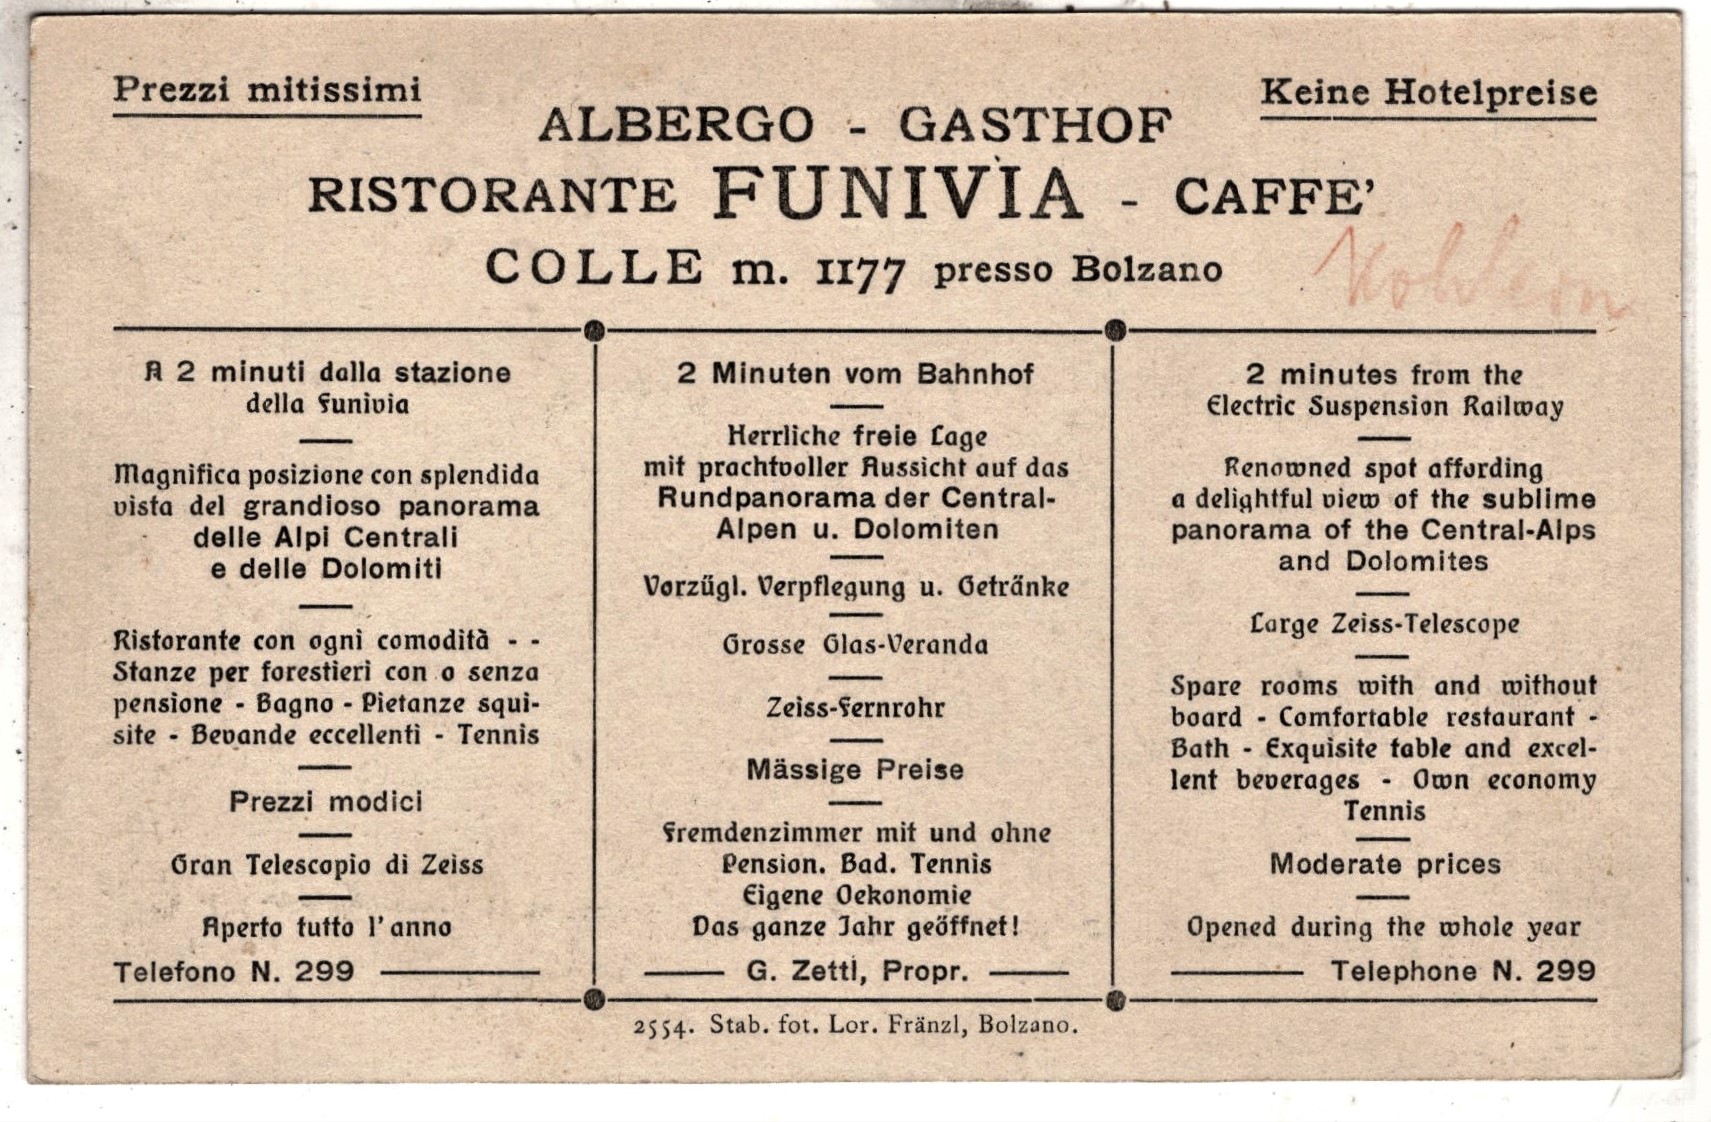 Prezzi mitissimi
Keine Hotelpreise
ALBERGO - GASTHOF
RISTORANTE FUNIVÌA - CAFFE'
COLLE m. 1177 presso Bolzano
Kohlern
A 2 minuti dalla stazione
della Funivia
Magnifica posizione con splendida
vista del grandioso panorama
delle Alpi Centrali
e delle Dolomiti
Ristorante con ogni comodità - -
Stanze per forestieri con o senza
pensione - Bagno - Pietanze squi-
site - Bevande eccellenti - Tennis
Prezzi modici
Gran Telescopio di Zeiss
Aperto tutto l'anno
Telefono N. 299
2 Minuten vom Bahnhof
Herrliche freie Lage
mit prachtvoller Aussicht auf das
Rundpanorama der Central-
Alpen u. Dolomiten
Vorzügl. Verpflegung u. Getränke
Grosse Glas-Veranda
Zeiss-Fernrohr
Mässige Preise
Fremdenzimmer mit und ohne
Pension. Bad. Tennis
Eigene Oekonomie
Das ganze Jahr geöffnet!
G. Zettl, Propr.
2 minutes from the
Electric Suspension Railway
Renowned spot affording
a delightful view of the sublime
panorama of the Central-Alps
and Dolomites
Large Zeiss-Telescope
Spare rooms with and without
board - Comfortable restaurant -
Bath - Exquisite table and excel-
lent beverages - Own economy
Tennis
Moderate prices
Opened during the whole year
Telephone N. 299
2554. Stab. fot. Lor. Fränzl, Bolzano.